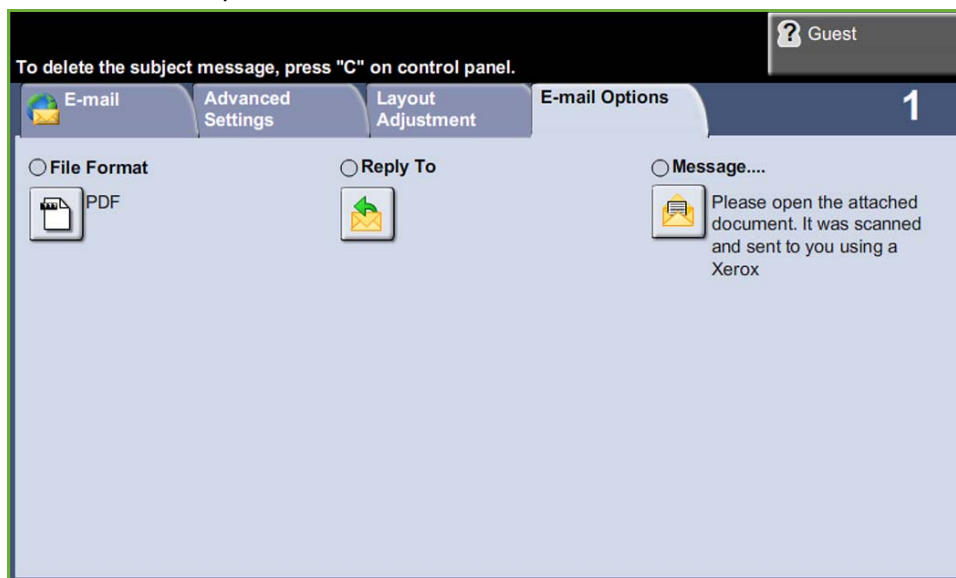 Guest
To delete the subject message, press "C" on control panel.
E-mail
Advanced
Settings
Layout
Adjustment
E-mail Options
1
File Format
PDF
Reply To
Message....
Please open the attached
document. It was scanned
and sent to you using a
Xerox